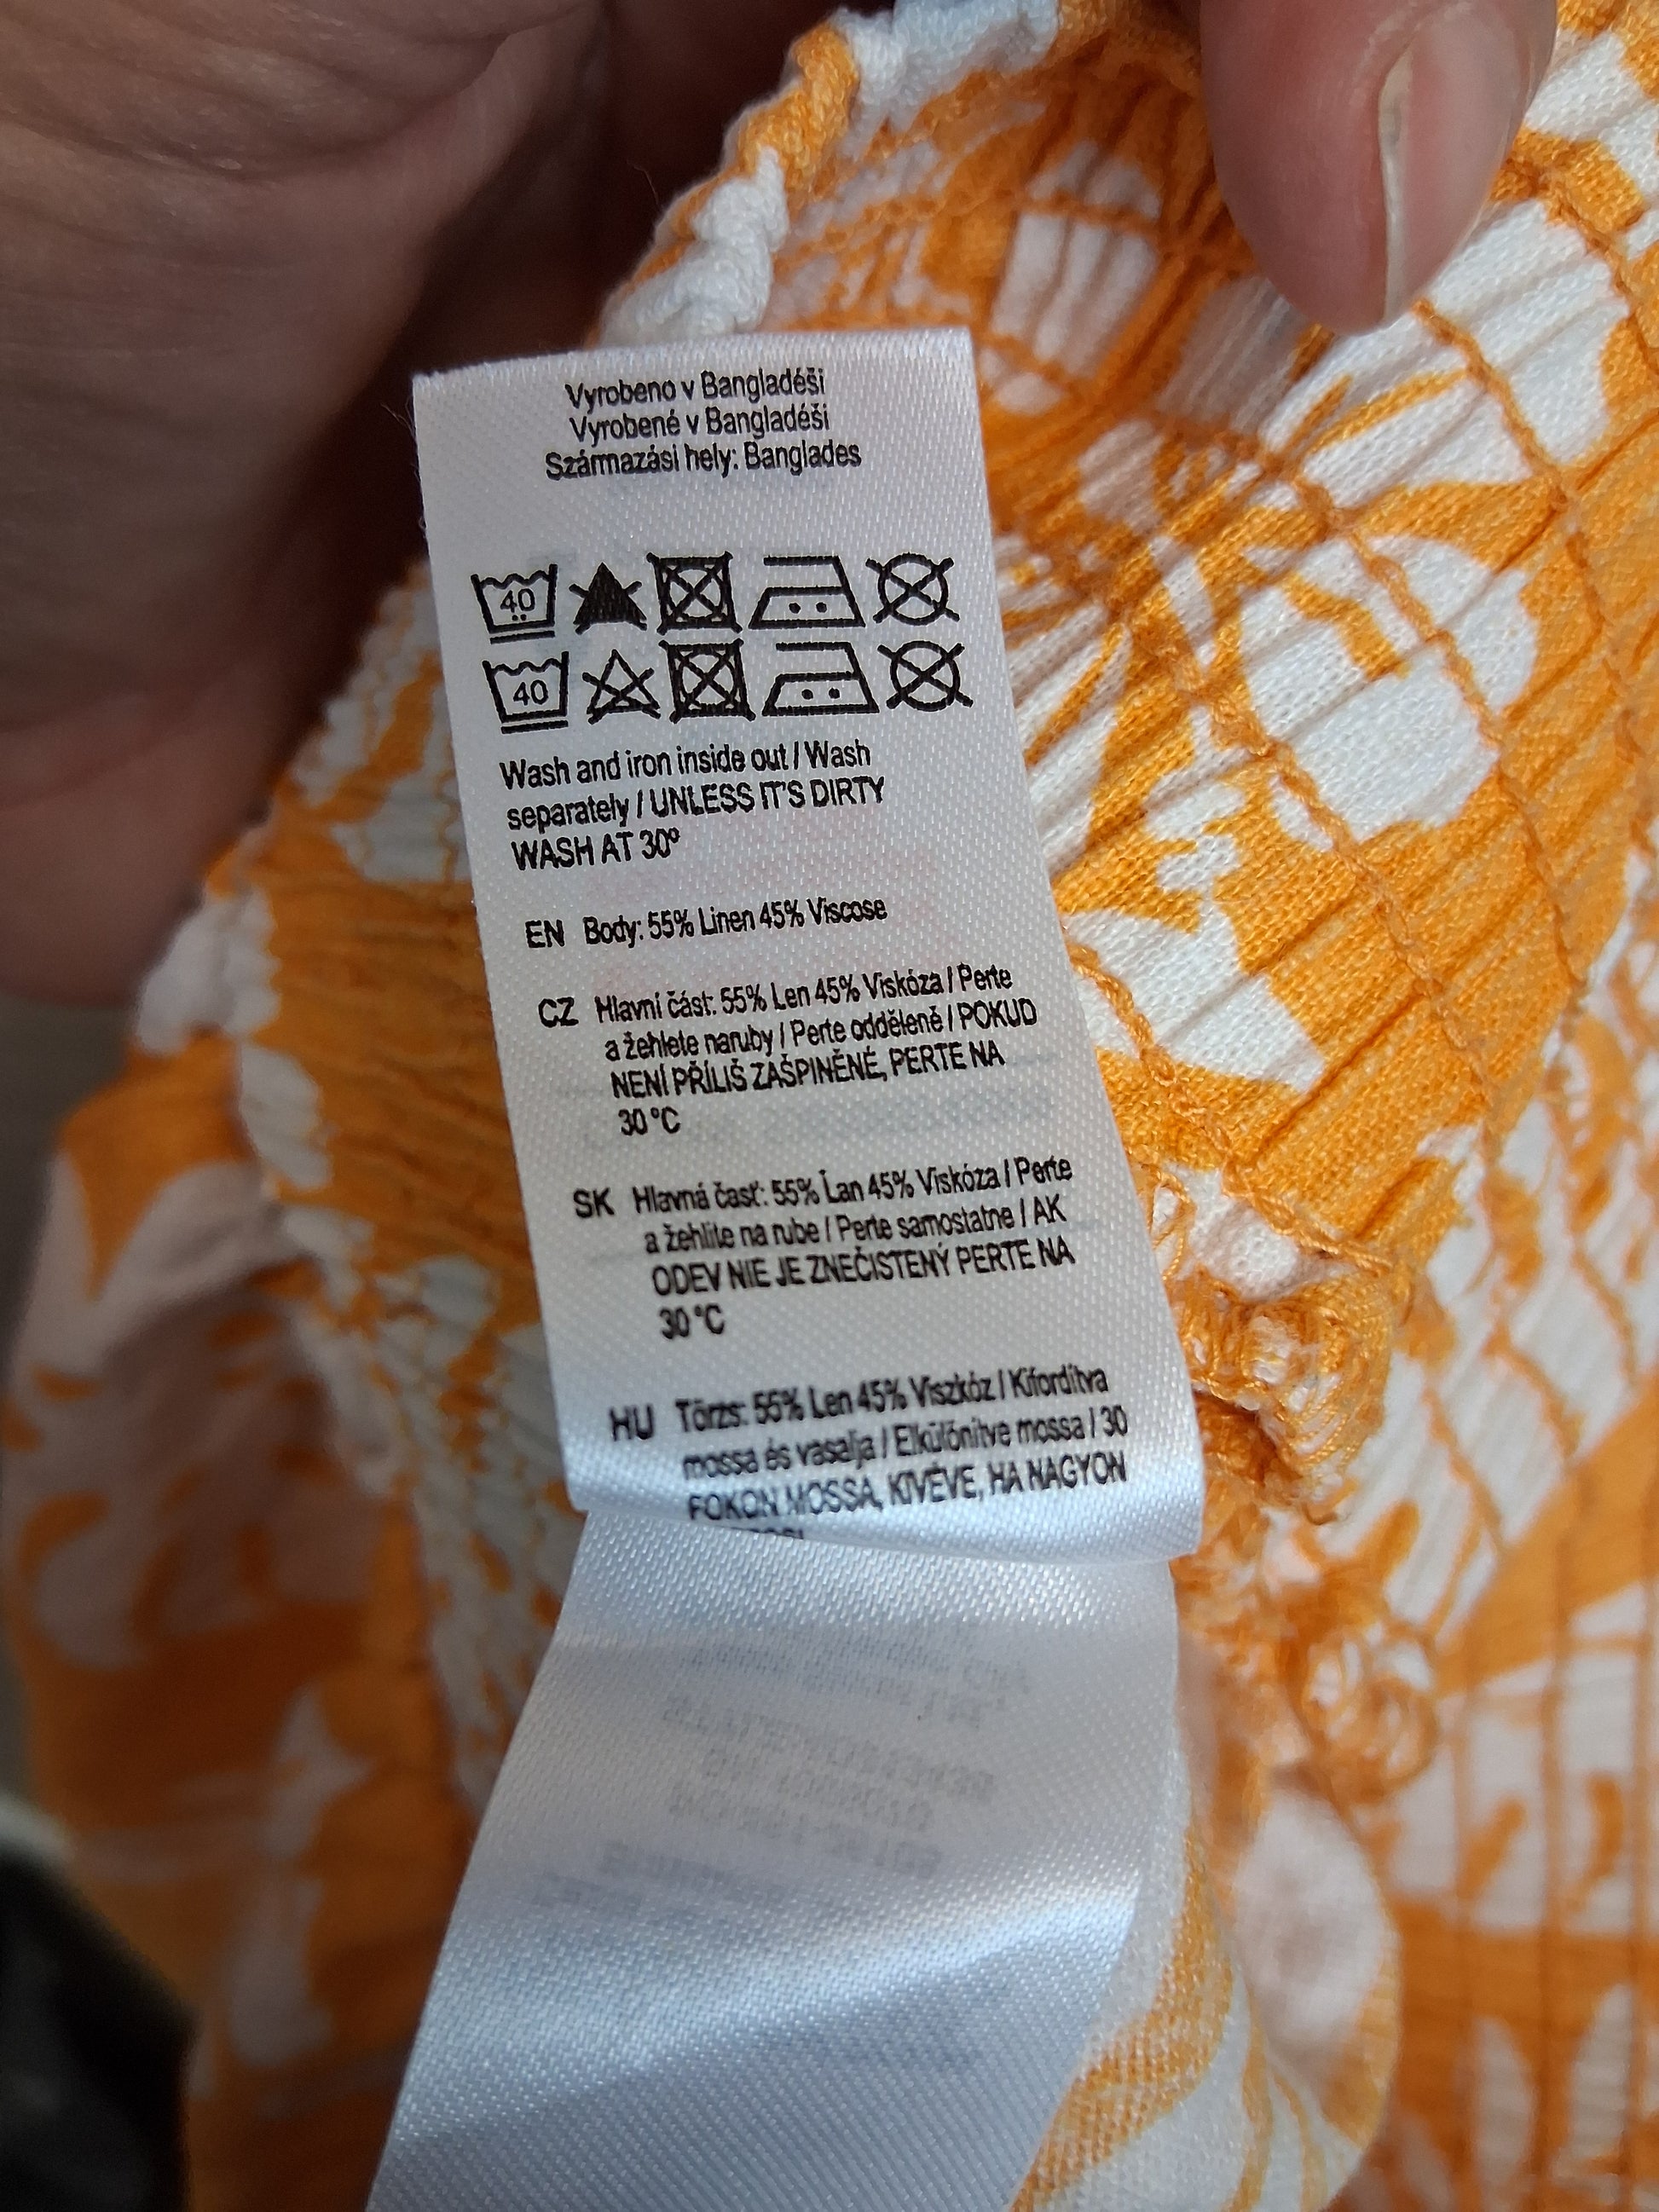 Vyrobeno v Bangladéši
Vyrobené v Bangladéši
Származási hely: Banglades
40
40
Wash and iron inside out / Wash
separately / UNLESS IT'S DIRTY
WASH AT 30º
EN Body: 55% Linen 45% Viscose
CZ Hlavní část: 55% Len 45% Viskóza / Perte
a žehlete naruby / Perte odděleně / POKUD
NENÍ PŘÍLIŠ ZAŠPINĚNÉ, PERTE NA
30 °C
SK Hlavná časť: 55% Ľan 45% Viskóza / Perte
a žehlite na rube / Perte samostatne / AK
ODEV NIE JE ZNEČISTENÝ PERTE NA
30 °C
HU Törzs: 55% Len 45% Viszkóz / Kifordítva
mossa és vasalja / Elkülönítve mossa / 30
FOKON MOSSA, KIVÉVE, HA NAGYON